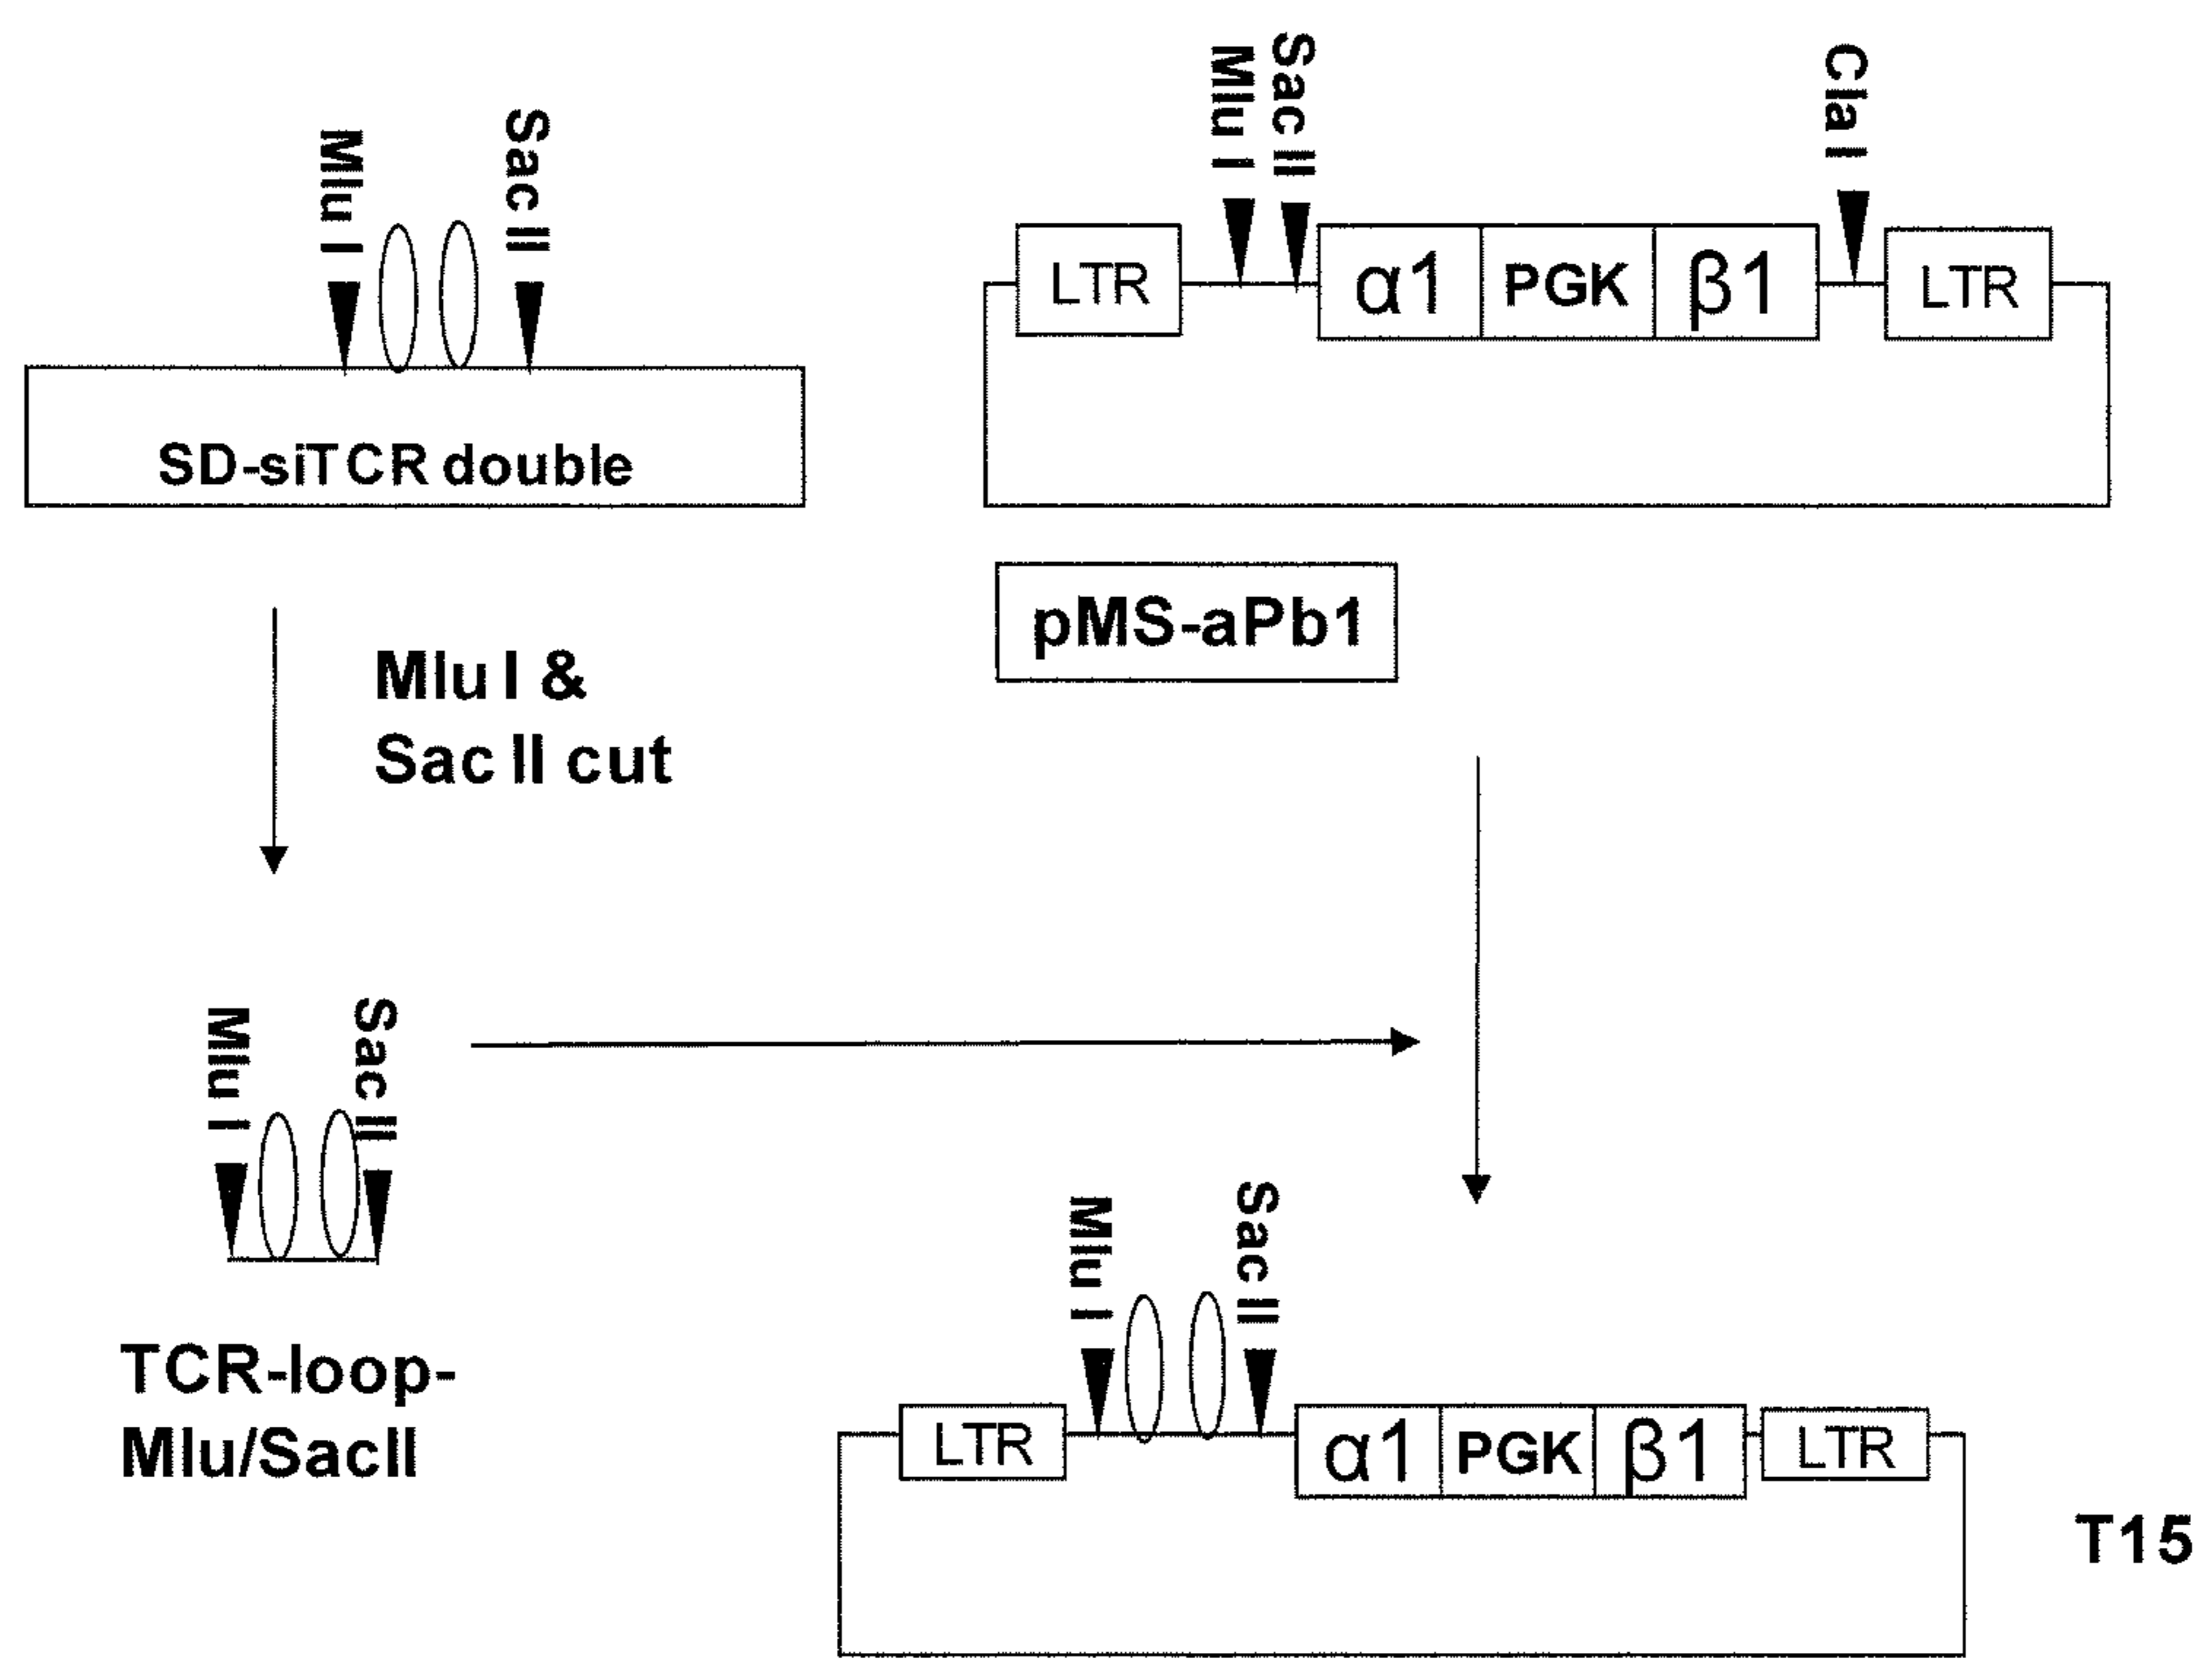 Mlu I
Sac II
SD-siTCR double
Mlu I
Sac II
Cla I
LTR
α1
PGK
β1
LTR
pMS-aPb1
Mlu I &
Sac II cut
Mlu I
Sac II
TCR-loop-
Mlu/SacII
Mlu I
Sac II
LTR
α1
PGK
β1
LTR
T15